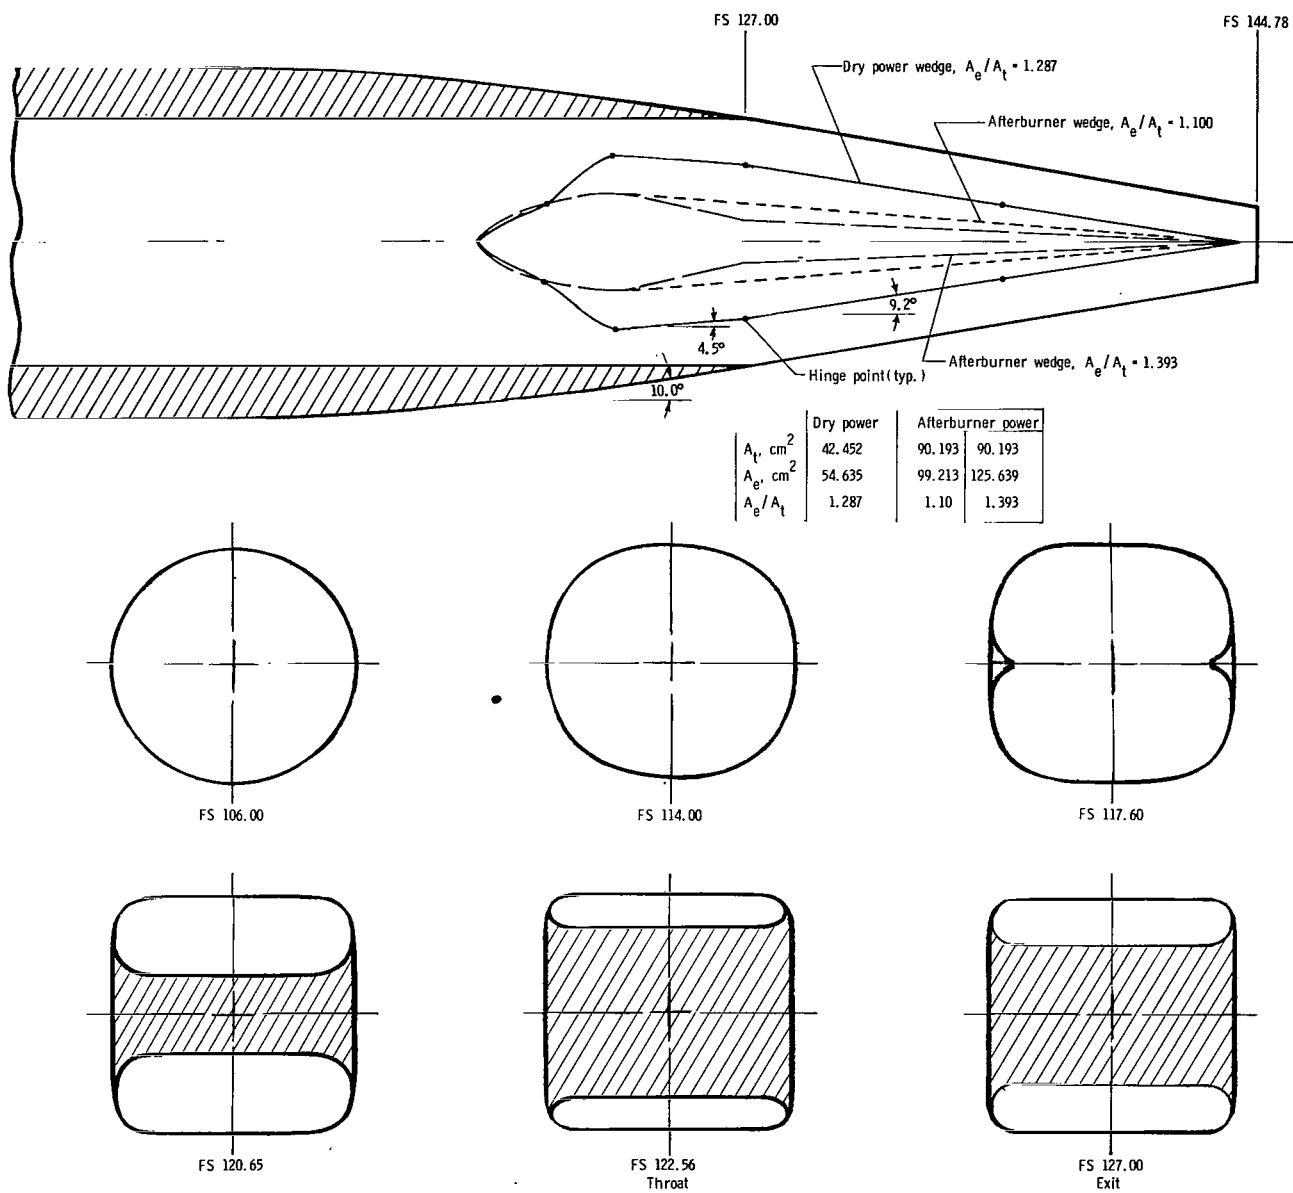 FS 127.00
FS 144.78
Dry power wedge, Ae/At = 1.287
Afterburner wedge, Ae/At = 1.100
9.2°
4.5°
10.0°
Afterburner wedge, Ae/At = 1.393
Hinge point (typ.)
Dry power Afterburner power
At, cm2 42.452 90.193 90.193
Ae, cm2 54.635 99.213 125.639
Ae/At 1.287 1.10 1.393
FS 106.00
FS 114.00
FS 117.60
FS 120.65
FS 122.56
Throat
FS 127.00
Exit